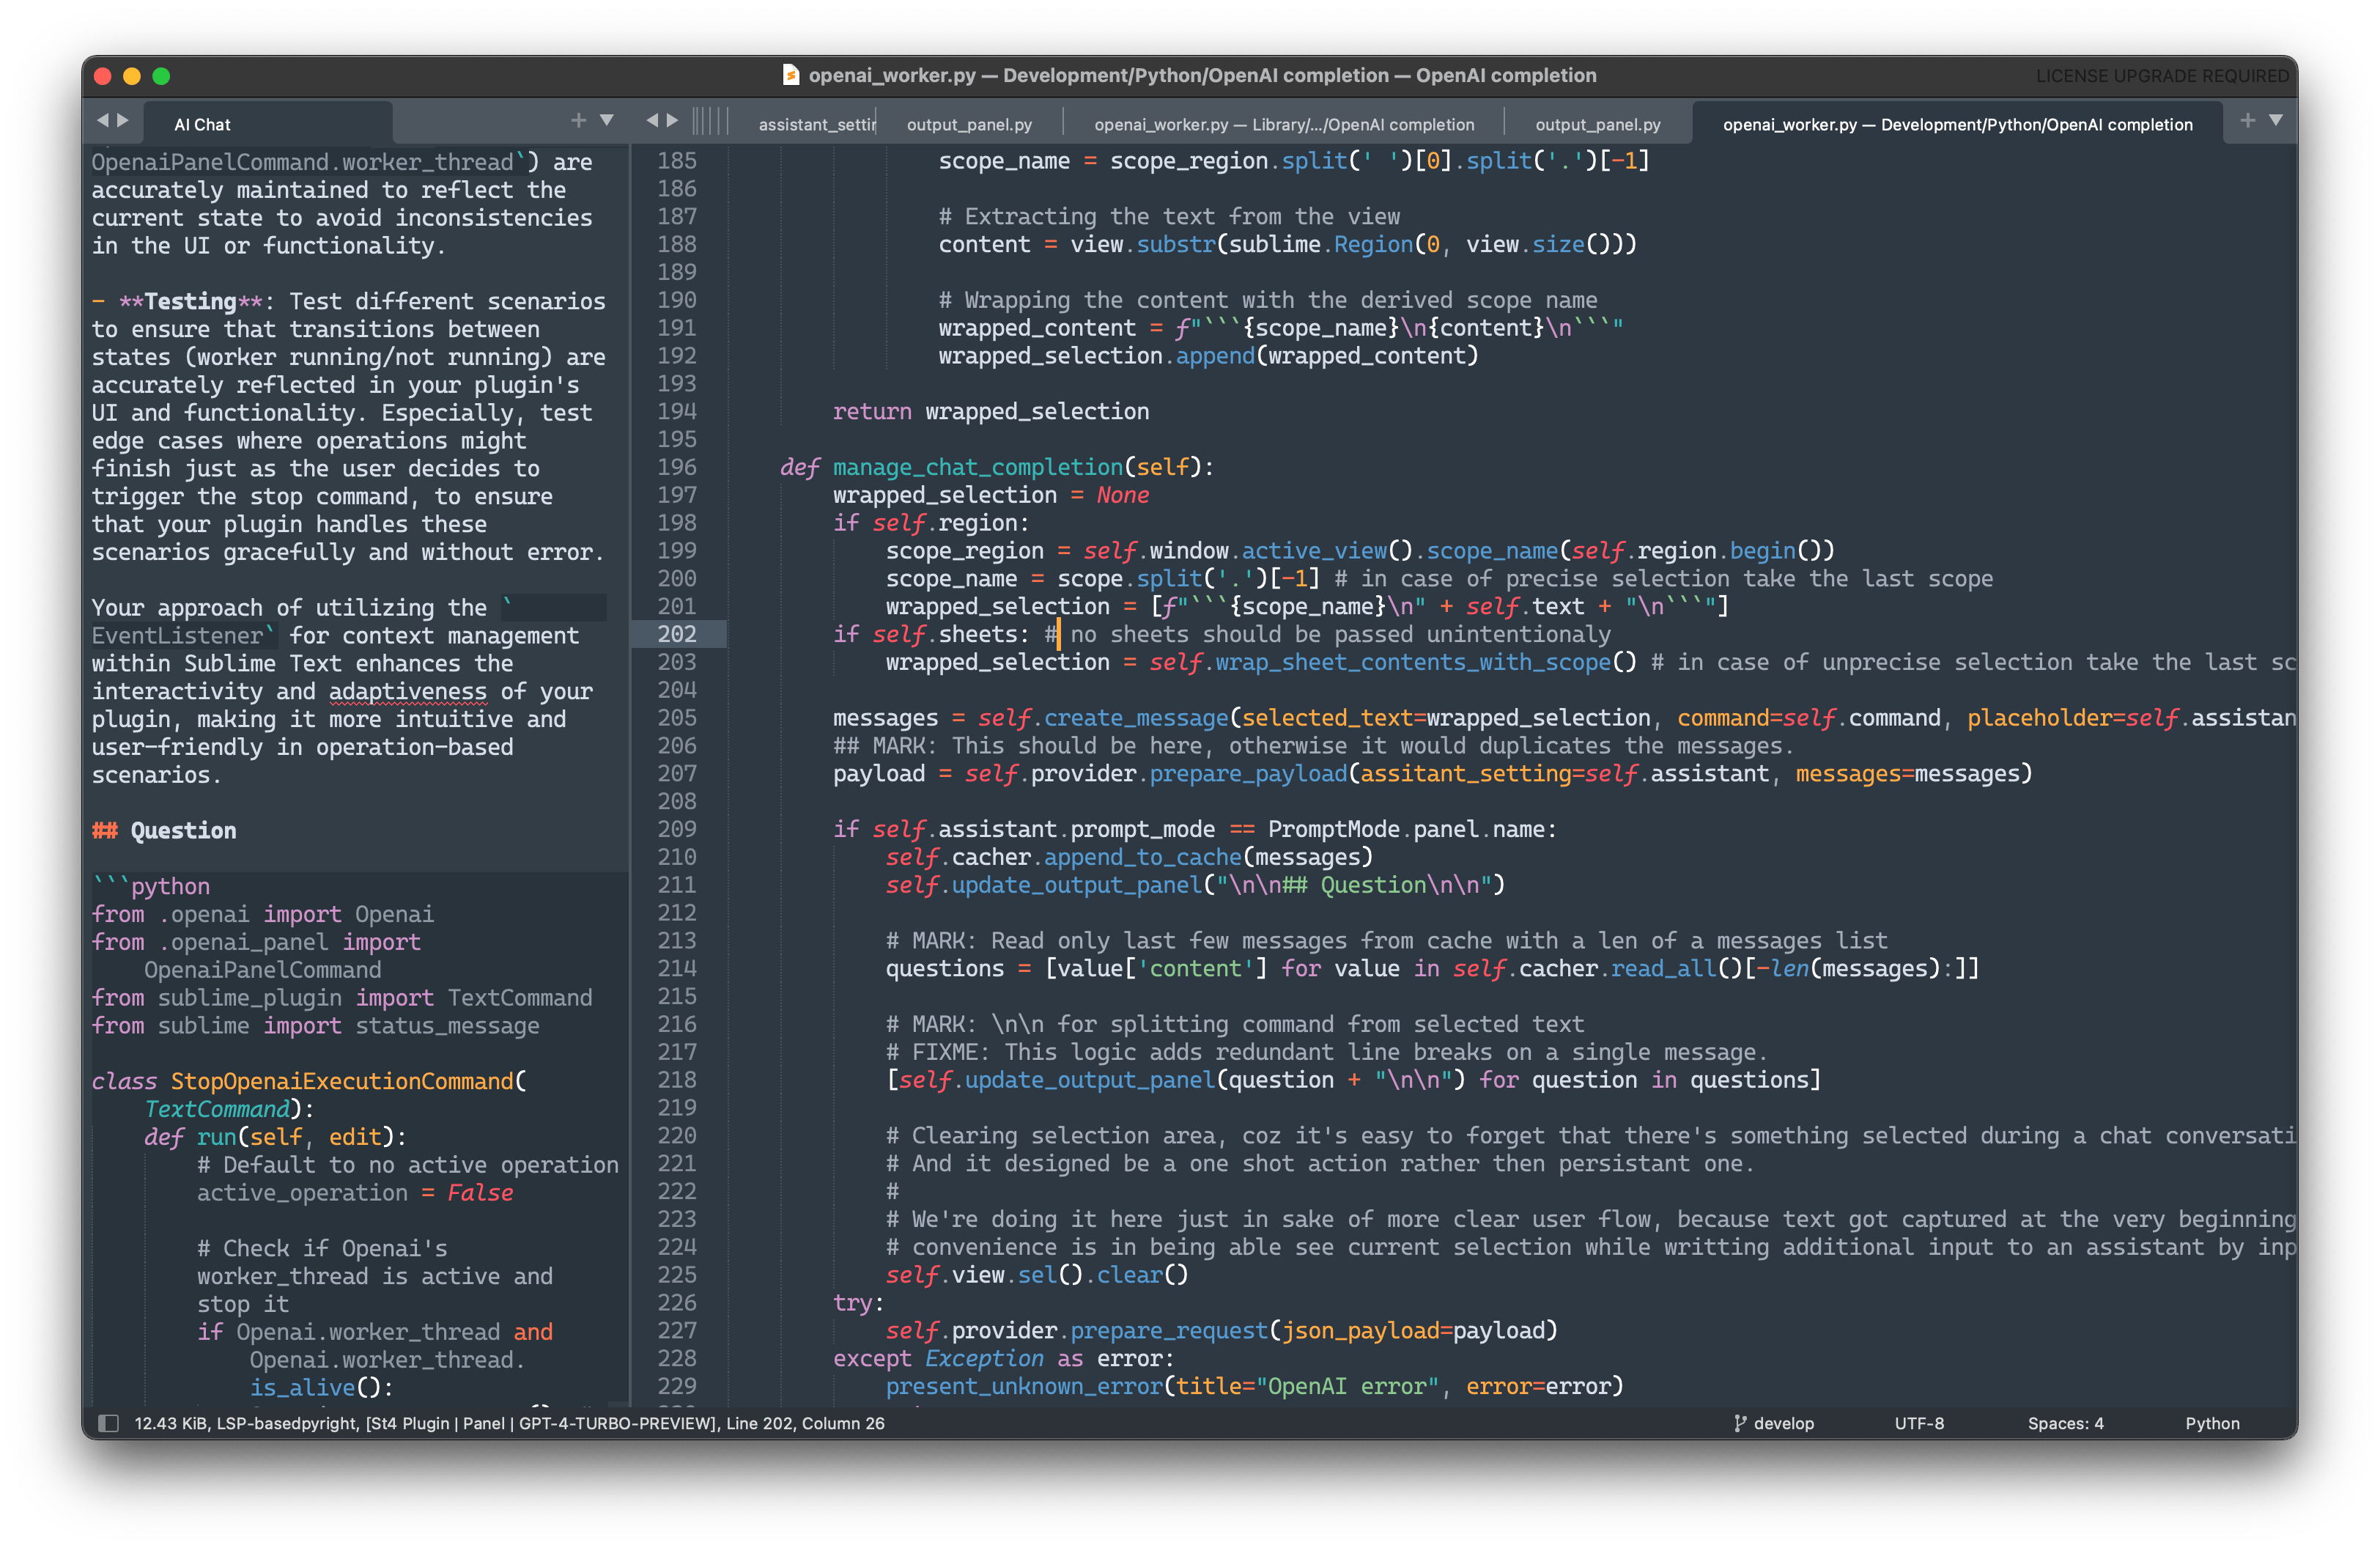 openai_worker.py — Development/Python/OpenAI completion — OpenAI completion
LICENSE UPGRADE REQUIRED
AI Chat
assistant_settir
output_panel.py
openai_worker.py — Library/.../OpenAI completion
output_panel.py
openai_worker.py — Development/Python/OpenAI completion
OpenaiPanelCommand.worker_thread`) are
accurately maintained to reflect the
current state to avoid inconsistencies
in the UI or functionality.
- **Testing**: Test different scenarios
to ensure that transitions between
states (worker running/not running) are
accurately reflected in your plugin's
UI and functionality. Especially, test
edge cases where operations might
finish just as the user decides to
trigger the stop command, to ensure
that your plugin handles these
scenarios gracefully and without error.
Your approach of utilizing the `
EventListener` for context management
within Sublime Text enhances the
interactivity and adaptiveness of your
plugin, making it more intuitive and
user-friendly in operation-based
scenarios.
## Question
```python
from .openai import Openai
from .openai_panel import
OpenaiPanelCommand
from sublime_plugin import TextCommand
from sublime import status_message
class StopOpenaiExecutionCommand(
TextCommand):
def run(self, edit):
# Default to no active operation
active_operation = False
# Check if Openai's
worker_thread is active and
stop it
if Openai.worker_thread and
Openai.worker_thread.
is_alive():
185 scope_name = scope_region.split(' ')[0].split('.')[-1]
186
187 # Extracting the text from the view
188 content = view.substr(sublime.Region(0, view.size()))
189
190 # Wrapping the content with the derived scope name
191 wrapped_content = f"```{scope_name}\n{content}\n```"
192 wrapped_selection.append(wrapped_content)
193
194 return wrapped_selection
195
196 def manage_chat_completion(self):
197 wrapped_selection = None
198 if self.region:
199 scope_region = self.window.active_view().scope_name(self.region.begin())
200 scope_name = scope.split('.')[-1] # in case of precise selection take the last scope
201 wrapped_selection = [f"```{scope_name}\n" + self.text + "\n```"]
202 if self.sheets: # no sheets should be passed unintentionaly
203 wrapped_selection = self.wrap_sheet_contents_with_scope() # in case of unprecise selection take the last sc
204
205 messages = self.create_message(selected_text=wrapped_selection, command=self.command, placeholder=self.assistan
206 ## MARK: This should be here, otherwise it would duplicates the messages.
207 payload = self.provider.prepare_payload(assitant_setting=self.assistant, messages=messages)
208
209 if self.assistant.prompt_mode == PromptMode.panel.name:
210 self.cacher.append_to_cache(messages)
211 self.update_output_panel("\n\n## Question\n\n")
212
213 # MARK: Read only last few messages from cache with a len of a messages list
214 questions = [value['content'] for value in self.cacher.read_all()[-len(messages):]]
215
216 # MARK: \n\n for splitting command from selected text
217 # FIXME: This logic adds redundant line breaks on a single message.
218 [self.update_output_panel(question + "\n\n") for question in questions]
219
220 # Clearing selection area, coz it's easy to forget that there's something selected during a chat conversati
221 # And it designed be a one shot action rather then persistant one.
222 #
223 # We're doing it here just in sake of more clear user flow, because text got captured at the very beginning
224 # convenience is in being able see current selection while writting additional input to an assistant by inp
225 self.view.sel().clear()
226 try:
227 self.provider.prepare_request(json_payload=payload)
228 except Exception as error:
229 present_unknown_error(title="OpenAI error", error=error)
12.43 KiB, LSP-basedpyright, [St4 Plugin | Panel | GPT-4-TURBO-PREVIEW], Line 202, Column 26
develop
UTF-8
Spaces: 4
Python